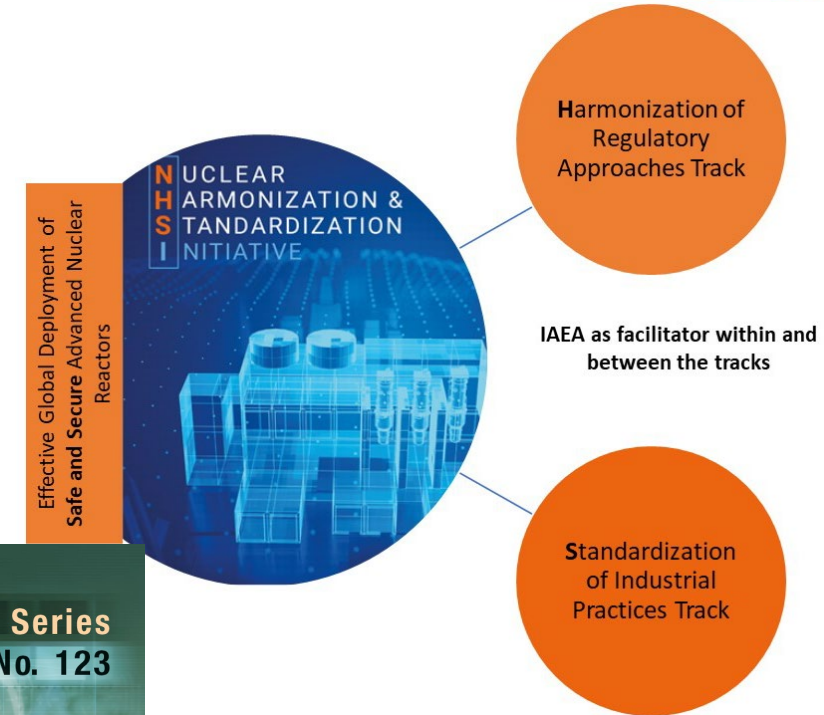 Effective Global Deployment of
Safe and Secure Advanced Nuclear
Reactors
NUCLEAR
HARMONIZATION &
STANDARDIZATION
INITIATIVE
Harmonization of
Regulatory
Approaches Track
IAEA as facilitator within and
between the tracks
Standardization
of Industrial
Practices Track
Series
No. 123